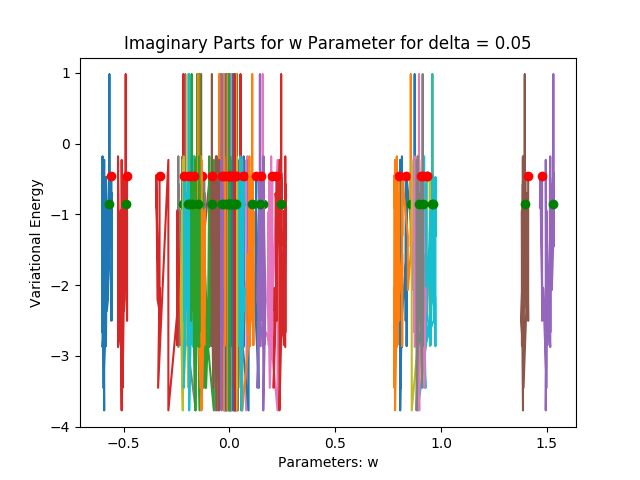 Imaginary Parts for w Parameter for delta = 0.05
1
0
−1
−2
−3
−4
Variational Energy
−0.5 0.0 0.5 1.0 1.5
Parameters: w